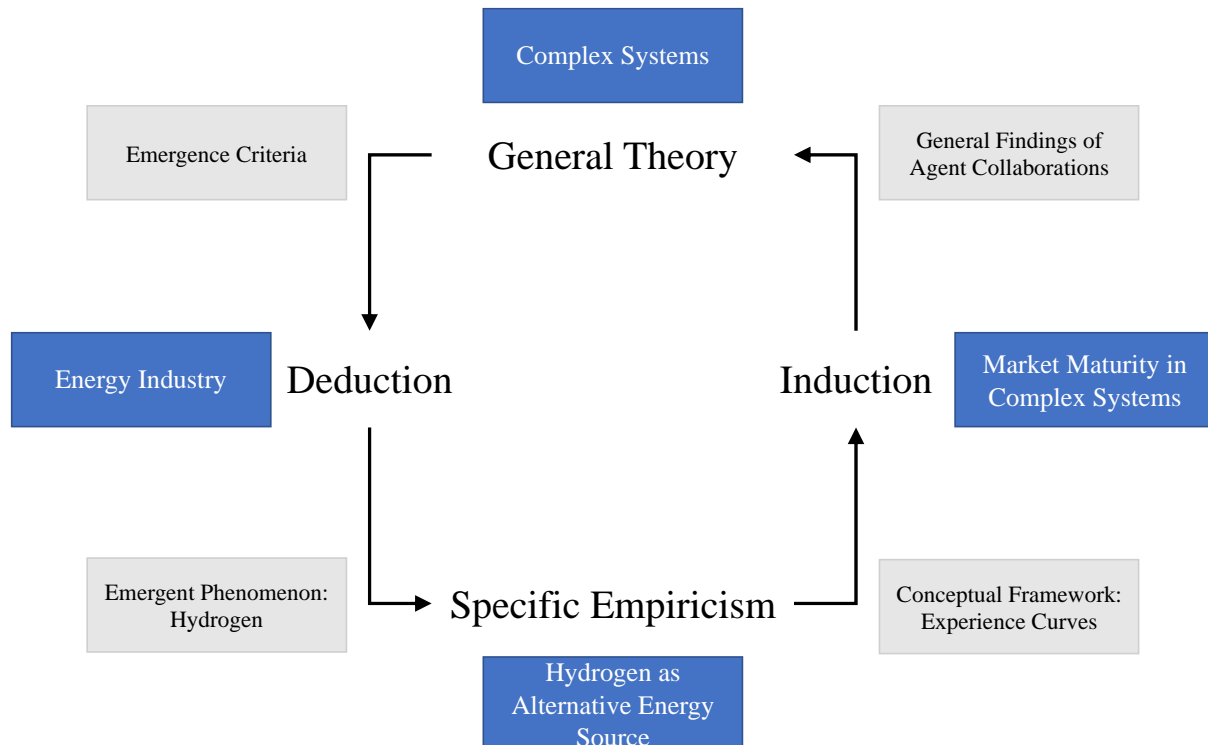 Complex Systems
Emergence Criteria
General Theory
General Findings of
Agent Collaborations
Energy Industry
Deduction
Induction
Market Maturity in
Complex Systems
Emergent Phenomenon:
Hydrogen
Specific Empiricism
Conceptual Framework:
Experience Curves
Hydrogen as
Alternative Energy
Source